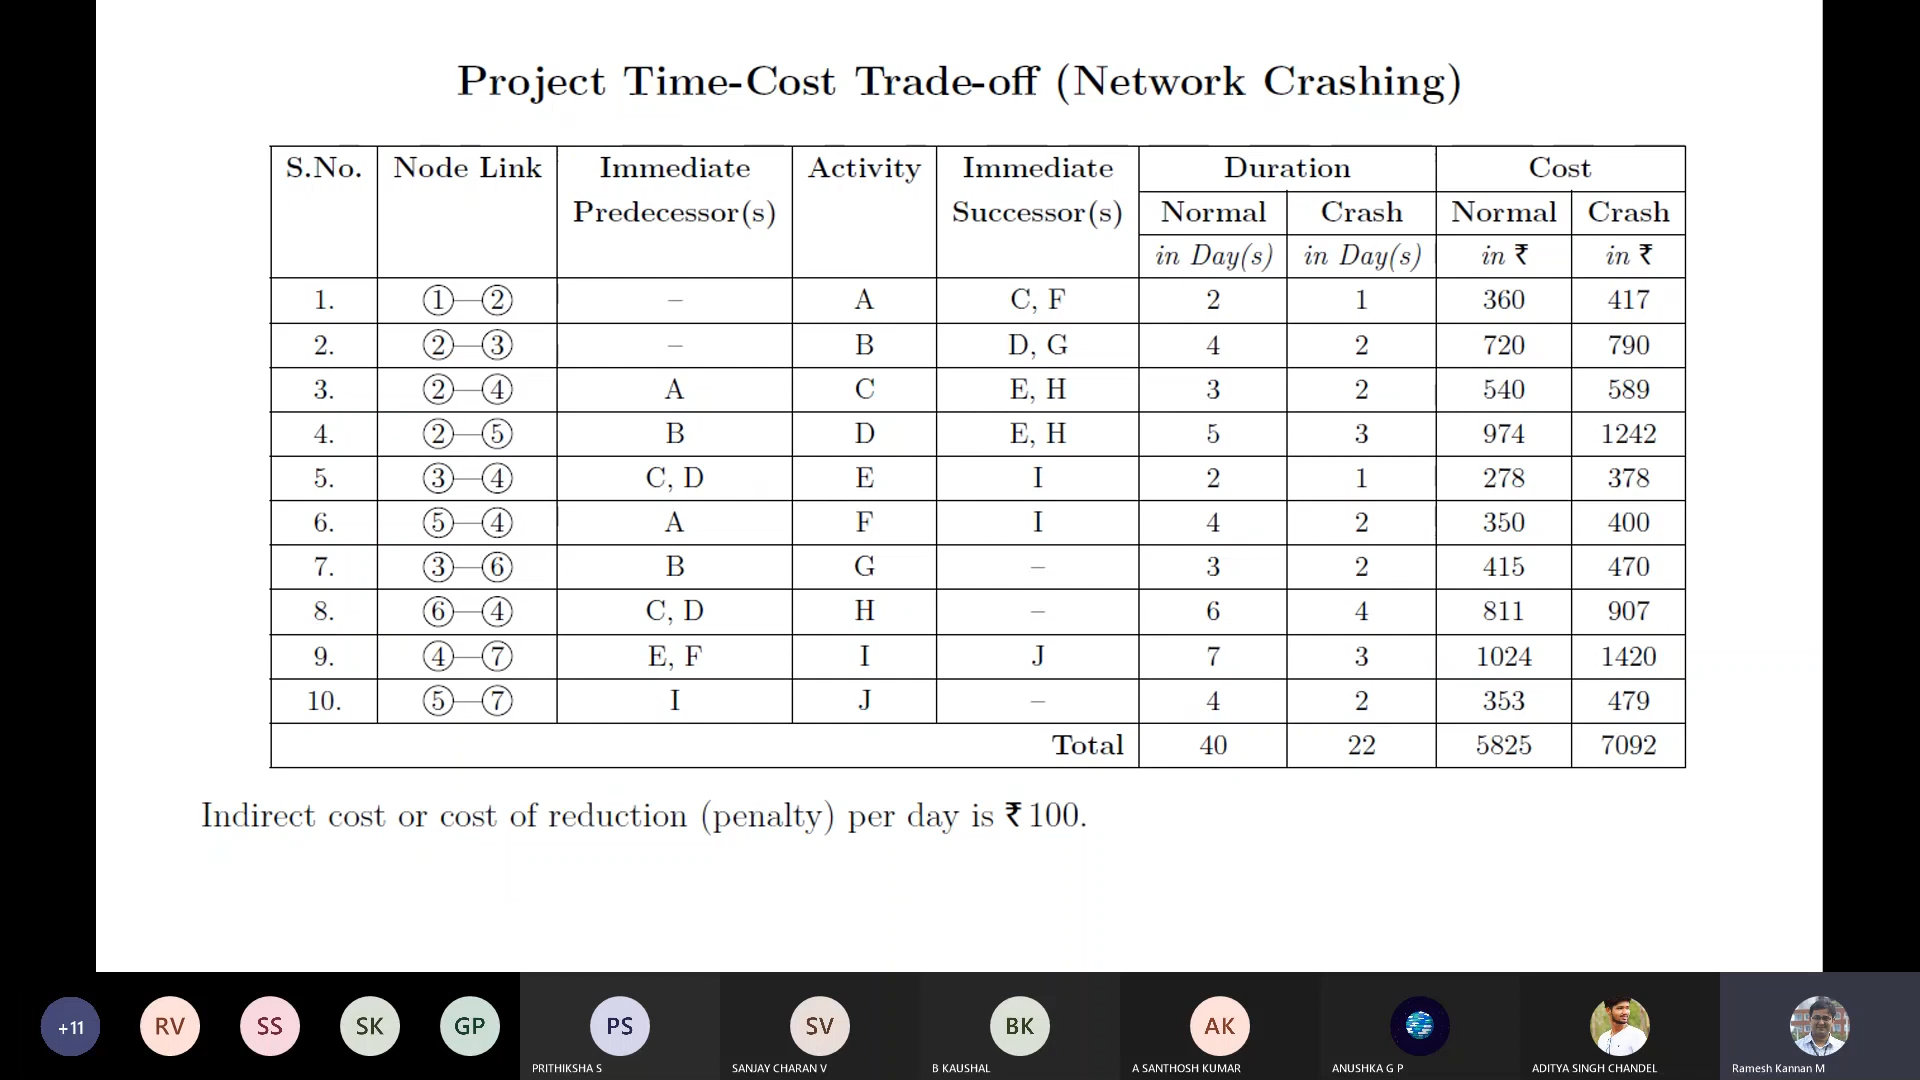 Project Time-Cost Trade-off (Network Crashing)
S.No. Node Link Immediate Predecessor(s) Activity Immediate Successor(s) Duration Cost
Normal Crash Normal Crash
in Day(s) in Day(s) in ₹ in ₹
1. ①—② – A C, F 2 1 360 417
2. ②—③ – B D, G 4 2 720 790
3. ②—④ A C E, H 3 2 540 589
4. ②—⑤ B D E, H 5 3 974 1242
5. ③—④ C, D E I 2 1 278 378
6. ⑤—④ A F I 4 2 350 400
7. ③—⑥ B G – 3 2 415 470
8. ⑥—④ C, D H – 6 4 811 907
9. ④—⑦ E, F I J 7 3 1024 1420
10. ⑤—⑦ I J – 4 2 353 479
Total 40 22 5825 7092
Indirect cost or cost of reduction (penalty) per day is ₹ 100.
+11 RV SS SK GP PS SV BK AK
PRITHIKSHA S SANJAY CHARAN V B KAUSHAL A SANTHOSH KUMAR ANUSHKA G P ADITYA SINGH CHANDEL Ramesh Kannan M